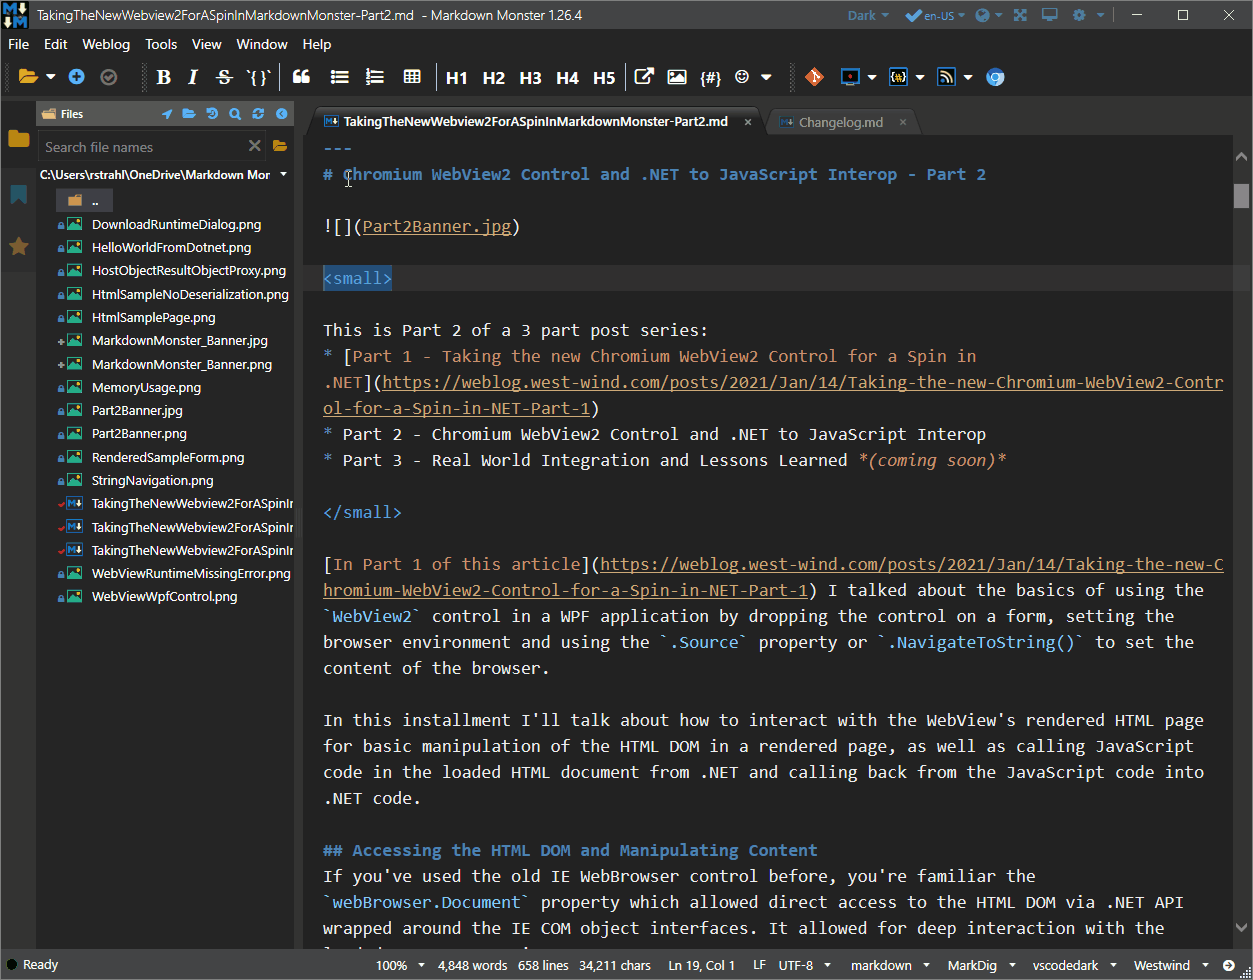 TakingTheNewWebview2ForASpinInMarkdownMonster-Part2.md - Markdown Monster 1.26.4
Dark
en-US
File Edit Weblog Tools View Window Help
B I S `{}` H1 H2 H3 H4 H5 {#}
Files
Search file names
C:\Users\rstrahl\OneDrive\Markdown Mor
..
DownloadRuntimeDialog.png
HelloWorldFromDotnet.png
HostObjectResultObjectProxy.png
HtmlSampleNoDeserialization.png
HtmlSamplePage.png
MarkdownMonster_Banner.jpg
MarkdownMonster_Banner.png
MemoryUsage.png
Part2Banner.jpg
Part2Banner.png
RenderedSampleForm.png
StringNavigation.png
TakingTheNewWebview2ForASpinIr
TakingTheNewWebview2ForASpinIr
TakingTheNewWebview2ForASpinIr
WebViewRuntimeMissingError.png
WebViewWpfControl.png
TakingTheNewWebview2ForASpinInMarkdownMonster-Part2.md
Changelog.md
---
# Chromium WebView2 Control and .NET to JavaScript Interop - Part 2
![](Part2Banner.jpg)
<small>
This is Part 2 of a 3 part post series:
* [Part 1 - Taking the new Chromium WebView2 Control for a Spin in
.NET](https://weblog.west-wind.com/posts/2021/Jan/14/Taking-the-new-Chromium-WebView2-Contr
ol-for-a-Spin-in-NET-Part-1)
* Part 2 - Chromium WebView2 Control and .NET to JavaScript Interop
* Part 3 - Real World Integration and Lessons Learned *(coming soon)*
</small>
[In Part 1 of this article](https://weblog.west-wind.com/posts/2021/Jan/14/Taking-the-new-C
hromium-WebView2-Control-for-a-Spin-in-NET-Part-1) I talked about the basics of using the
`WebView2` control in a WPF application by dropping the control on a form, setting the
browser environment and using the `.Source` property or `.NavigateToString()` to set the
content of the browser.
In this installment I'll talk about how to interact with the WebView's rendered HTML page
for basic manipulation of the HTML DOM in a rendered page, as well as calling JavaScript
code in the loaded HTML document from .NET and calling back from the JavaScript code into
.NET code.
## Accessing the HTML DOM and Manipulating Content
If you've used the old IE WebBrowser control before, you're familiar the
`webBrowser.Document` property which allowed direct access to the HTML DOM via .NET API
wrapped around the IE COM object interfaces. It allowed for deep interaction with the
Ready
100% 4,848 words 658 lines 34,211 chars Ln 19, Col 1 LF UTF-8 markdown MarkDig vscodedark Westwind